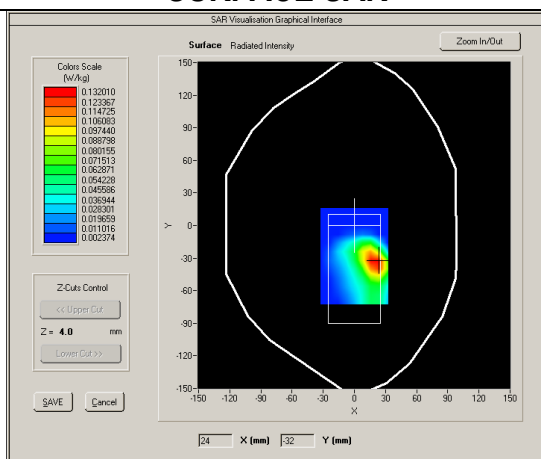 SAR Visualisation Graphical Interface
Surface Radiated Intensity
Zoom In/Out
Colors Scale
(W/kg)
0.132010
0.123367
0.114725
0.106083
0.097440
0.088798
0.080155
0.071513
0.062871
0.054228
0.045586
0.036944
0.028301
0.019659
0.011016
0.002374
Z-Cuts Control
<< Upper Cut
Z = 4.0 mm
Lower Cut >>
SAVE Cancel
150-
120-
90-
60-
30-
0-
-30-
-60-
-90-
-120-
-150-
Y
-150 -120 -90 -60 -30 0 30 60 90 120 150
X
24 X (mm) -32 Y (mm)